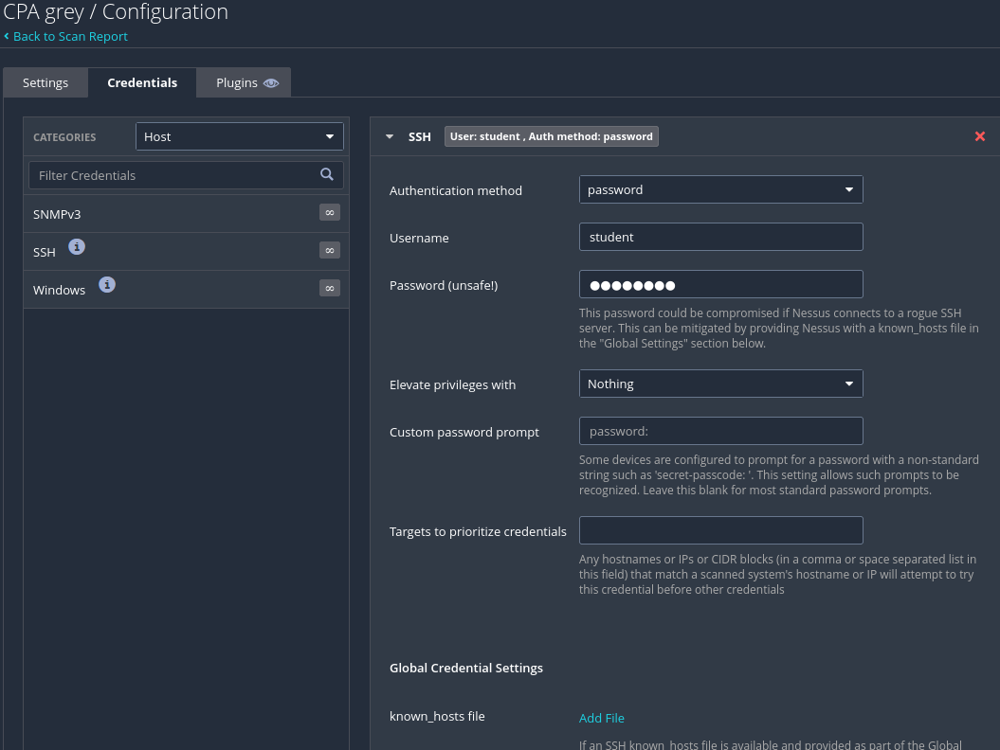 CPA grey / Configuration
Back to Scan Report
Settings
Credentials
Plugins
CATEGORIES
Host
Filter Credentials
SNMPv3
∞
SSH
i
∞
Windows
i
∞
SSH
User: student , Auth method: password
Authentication method
password
Username
student
Password (unsafe!)
●●●●●●●●
This password could be compromised if Nessus connects to a rogue SSH
server. This can be mitigated by providing Nessus with a known_hosts file in
the "Global Settings" section below.
Elevate privileges with
Nothing
Custom password prompt
password:
Some devices are configured to prompt for a password with a non-standard
string such as 'secret-passcode: '. This setting allows such prompts to be
recognized. Leave this blank for most standard password prompts.
Targets to prioritize credentials
Any hostnames or IPs or CIDR blocks (in a comma or space separated list in
this field) that match a scanned system's hostname or IP will attempt to try
this credential before other credentials
Global Credential Settings
known_hosts file
Add File
If an SSH known_hosts file is available and provided as part of the Global